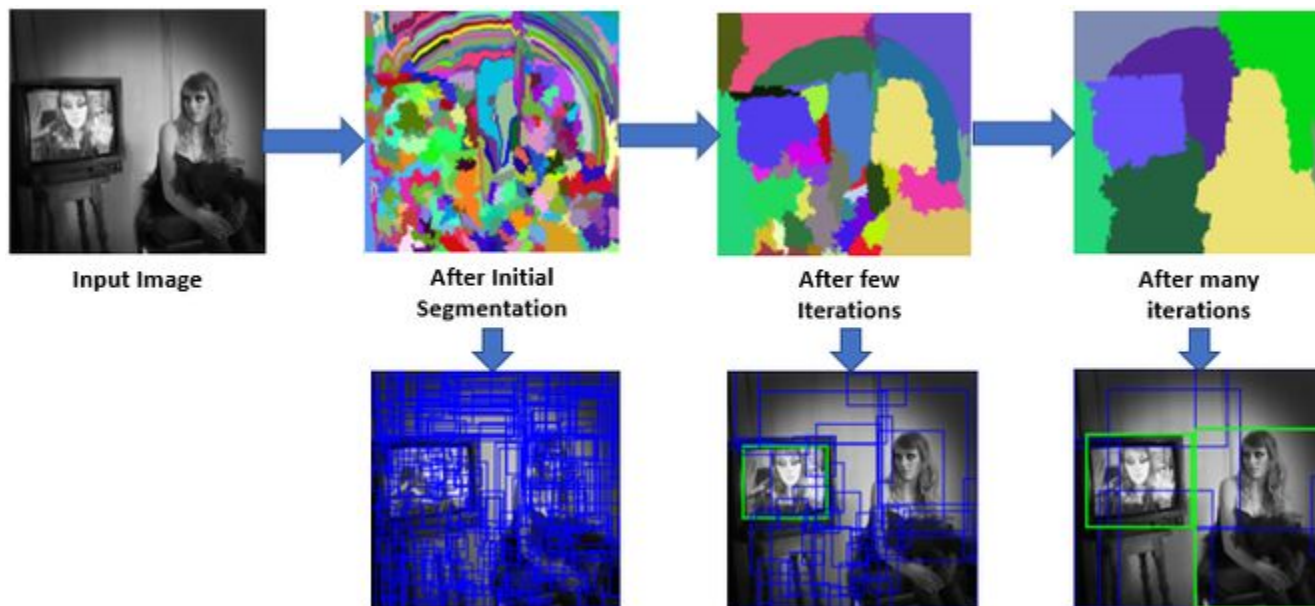 Input Image
After Initial
Segmentation
After few
Iterations
After many
iterations